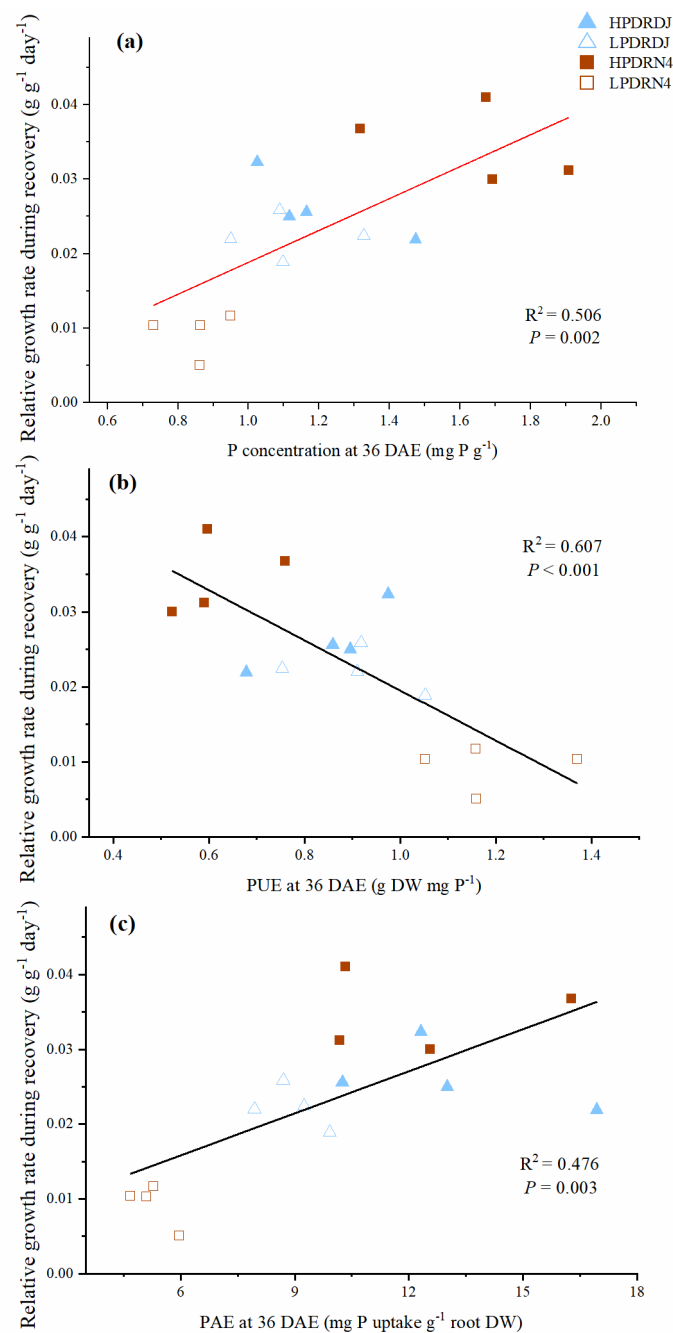 HPDRDJ
LPDRDJ
HPDRN4
LPDRN4
(a)
Relative growth rate during recovery (g g⁻¹ day⁻¹)
0.04
0.03
0.02
0.01
0.00
R² = 0.506
P = 0.002
0.6 0.8 1.0 1.2 1.4 1.6 1.8 2.0
P concentration at 36 DAE (mg P g⁻¹)
(b)
Relative growth rate during recovery (g g⁻¹ day⁻¹)
0.04
0.03
0.02
0.01
0.00
R² = 0.607
P < 0.001
0.4 0.6 0.8 1.0 1.2 1.4
PUE at 36 DAE (g DW mg P⁻¹)
(c)
Relative growth rate during recovery (g g⁻¹ day⁻¹)
0.04
0.03
0.02
0.01
0.00
R² = 0.476
P = 0.003
6 9 12 15 18
PAE at 36 DAE (mg P uptake g⁻¹ root DW)